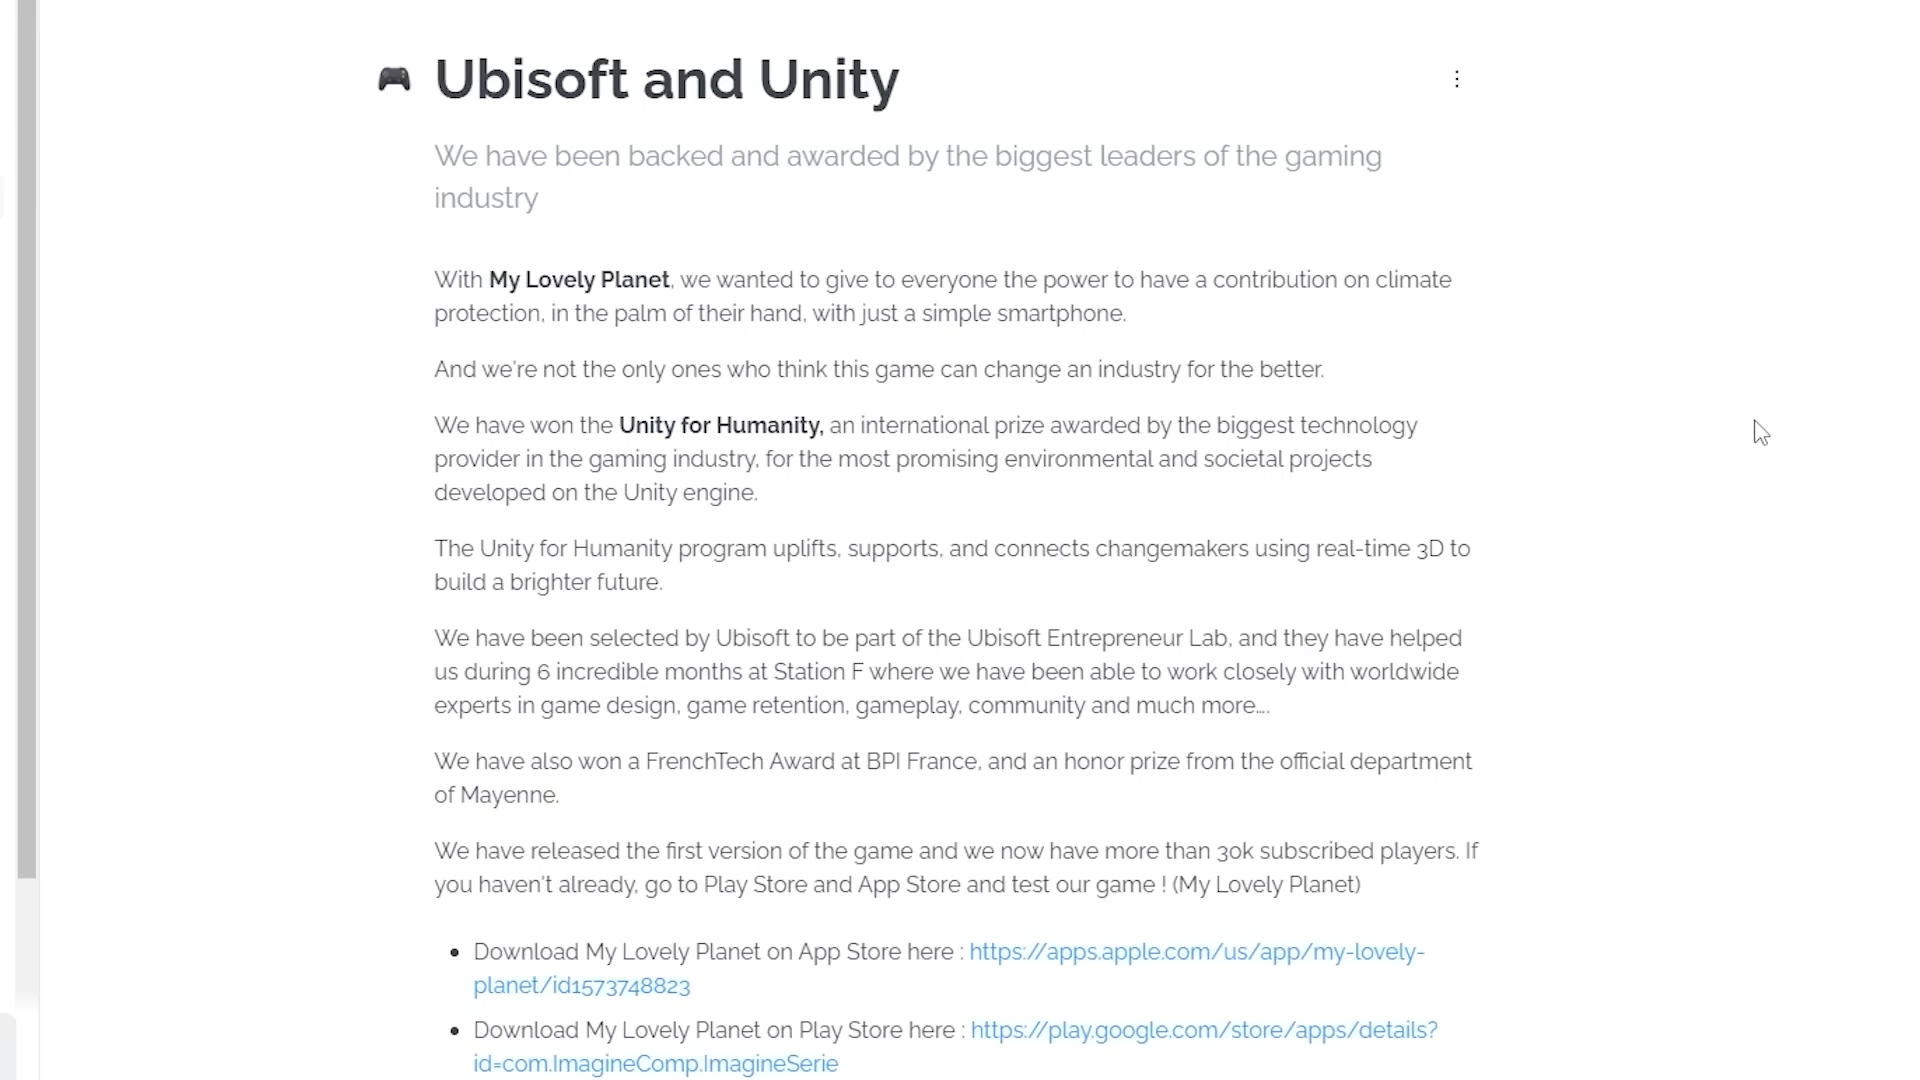 Ubisoft and Unity
We have been backed and awarded by the biggest leaders of the gaming
industry
With My Lovely Planet, we wanted to give to everyone the power to have a contribution on climate
protection, in the palm of their hand, with just a simple smartphone.
And we're not the only ones who think this game can change an industry for the better.
We have won the Unity for Humanity, an international prize awarded by the biggest technology
provider in the gaming industry, for the most promising environmental and societal projects
developed on the Unity engine.
The Unity for Humanity program uplifts, supports, and connects changemakers using real-time 3D to
build a brighter future.
We have been selected by Ubisoft to be part of the Ubisoft Entrepreneur Lab, and they have helped
us during 6 incredible months at Station F where we have been able to work closely with worldwide
experts in game design, game retention, gameplay, community and much more….
We have also won a FrenchTech Award at BPI France, and an honor prize from the official department
of Mayenne.
We have released the first version of the game and we now have more than 30k subscribed players. If
you haven't already, go to Play Store and App Store and test our game ! (My Lovely Planet)
• Download My Lovely Planet on App Store here : https://apps.apple.com/us/app/my-lovely-
planet/id1573748823
• Download My Lovely Planet on Play Store here : https://play.google.com/store/apps/details?
id=com.ImagineComp.ImagineSerie